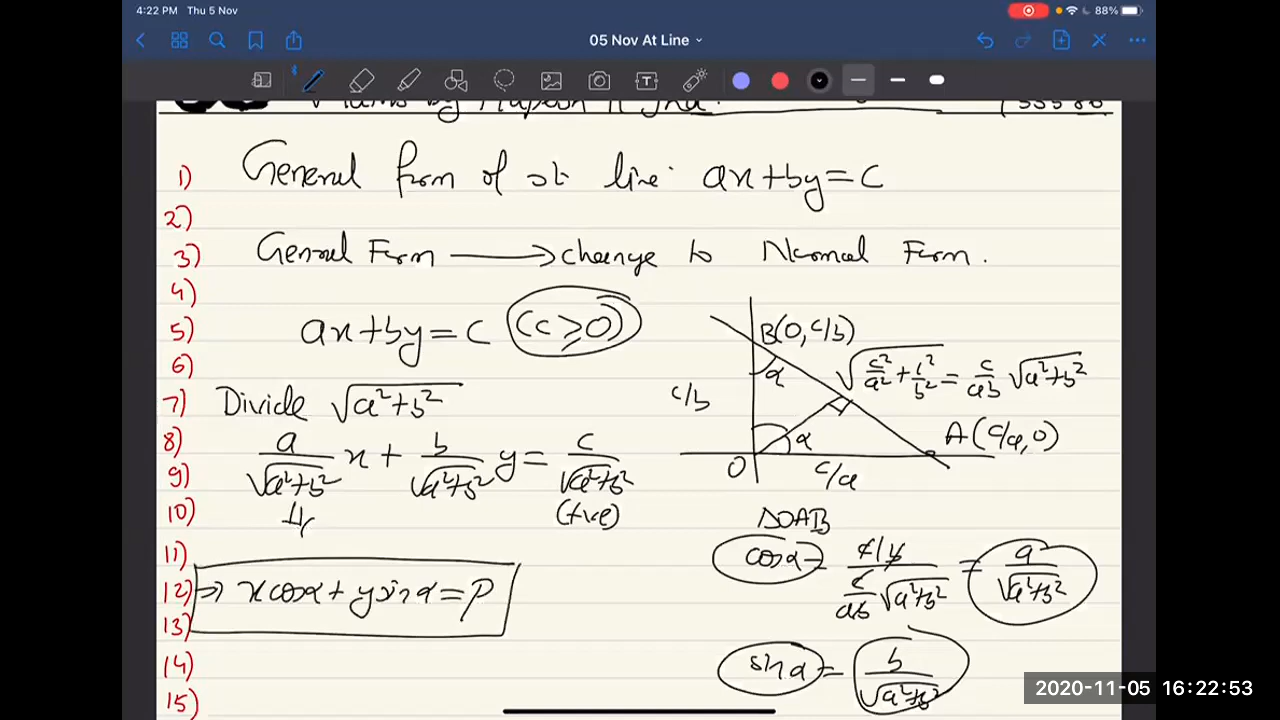 4:22 PM Thu 5 Nov
88%
05 Nov At Line
1) General form of st. line: ax+by=c
2)
3) General Form ⟶ change to Normal Form.
4)
5) ax+by=c (c≥0)
6)
7) Divide √(a²+b²)
8)
9) a/√(a²+b²) x + b/√(a²+b²) y = c/√(a²+b²)
10) (+ve)
11)
12) ⇒ x cosα + y sinα = p
13)
14)
15)
B(0, c/b)
α
√(c²/a² + c²/b²) = c/ab √(a²+b²)
c/b
α
A(c/a, 0)
O
c/a
ΔOAB
cosα = (c/b)/(c/ab √(a²+b²)) = a/√(a²+b²)
sinα = b/√(a²+b²)
2020-11-05 16:22:53